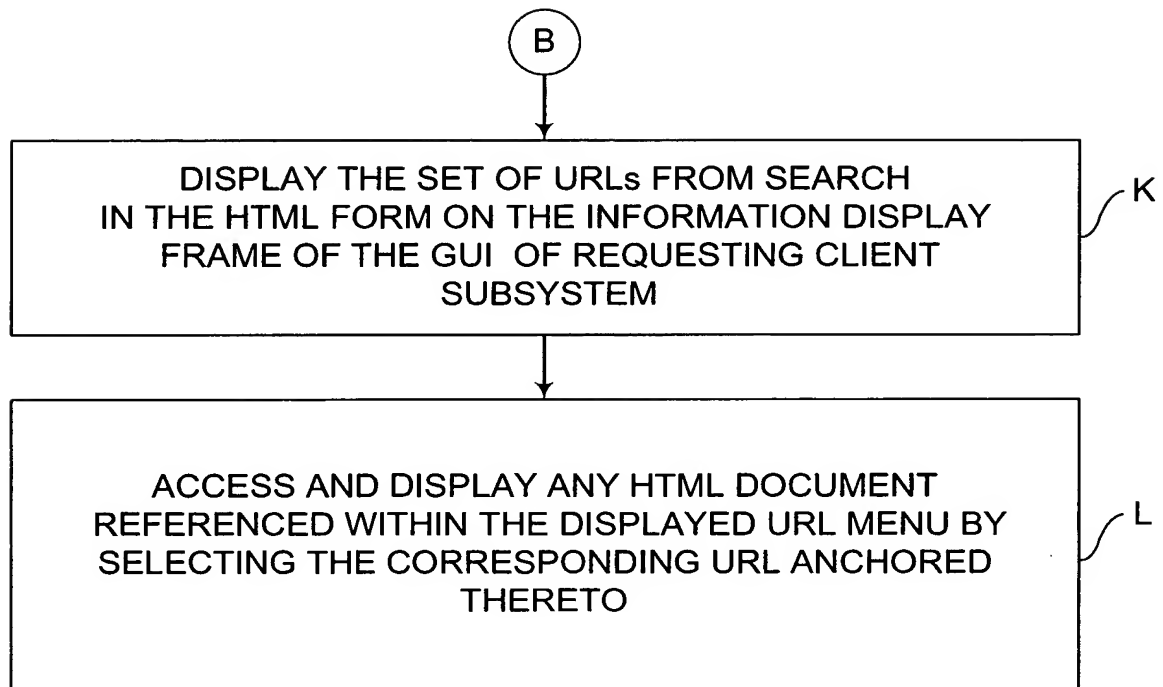 B
DISPLAY THE SET OF URLs FROM SEARCH
IN THE HTML FORM ON THE INFORMATION DISPLAY
FRAME OF THE GUI OF REQUESTING CLIENT
SUBSYSTEM
K
ACCESS AND DISPLAY ANY HTML DOCUMENT
REFERENCED WITHIN THE DISPLAYED URL MENU BY
SELECTING THE CORRESPONDING URL ANCHORED
THERETO
L